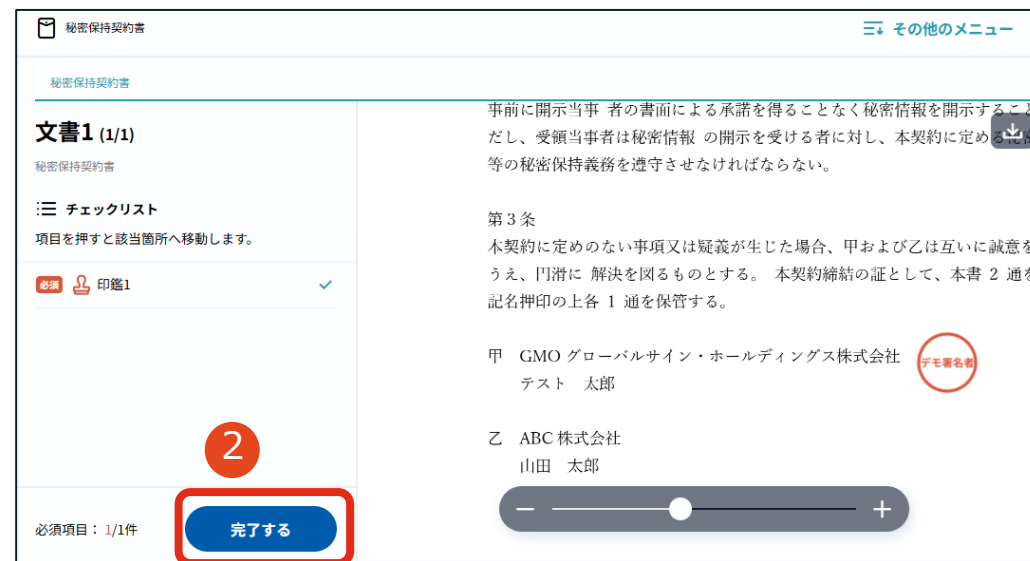 秘密保持契約書
その他のメニュー
秘密保持契約書
文書1 (1/1)
秘密保持契約書
チェックリスト
項目を押すと該当箇所へ移動します。
必須 印鑑1
2
必須項目： 1/1件
完了する
事前に開示当事 者の書面による承諾を得ることなく秘密情報を開示すること
だし、受領当事者は秘密情報 の開示を受ける者に対し、本契約に定める
等の秘密保持義務を遵守させなければならない。
第３条
本契約に定めのない事項又は疑義が生じた場合、甲および乙は互いに誠意を
うえ、円滑に 解決を図るものとする。 本契約締結の証として、本書 2 通を
記名押印の上各 1 通を保管する。
甲 GMO グローバルサイン・ホールディングス株式会社
デモ署名者
テスト 太郎
乙 ABC 株式会社
山田 太郎